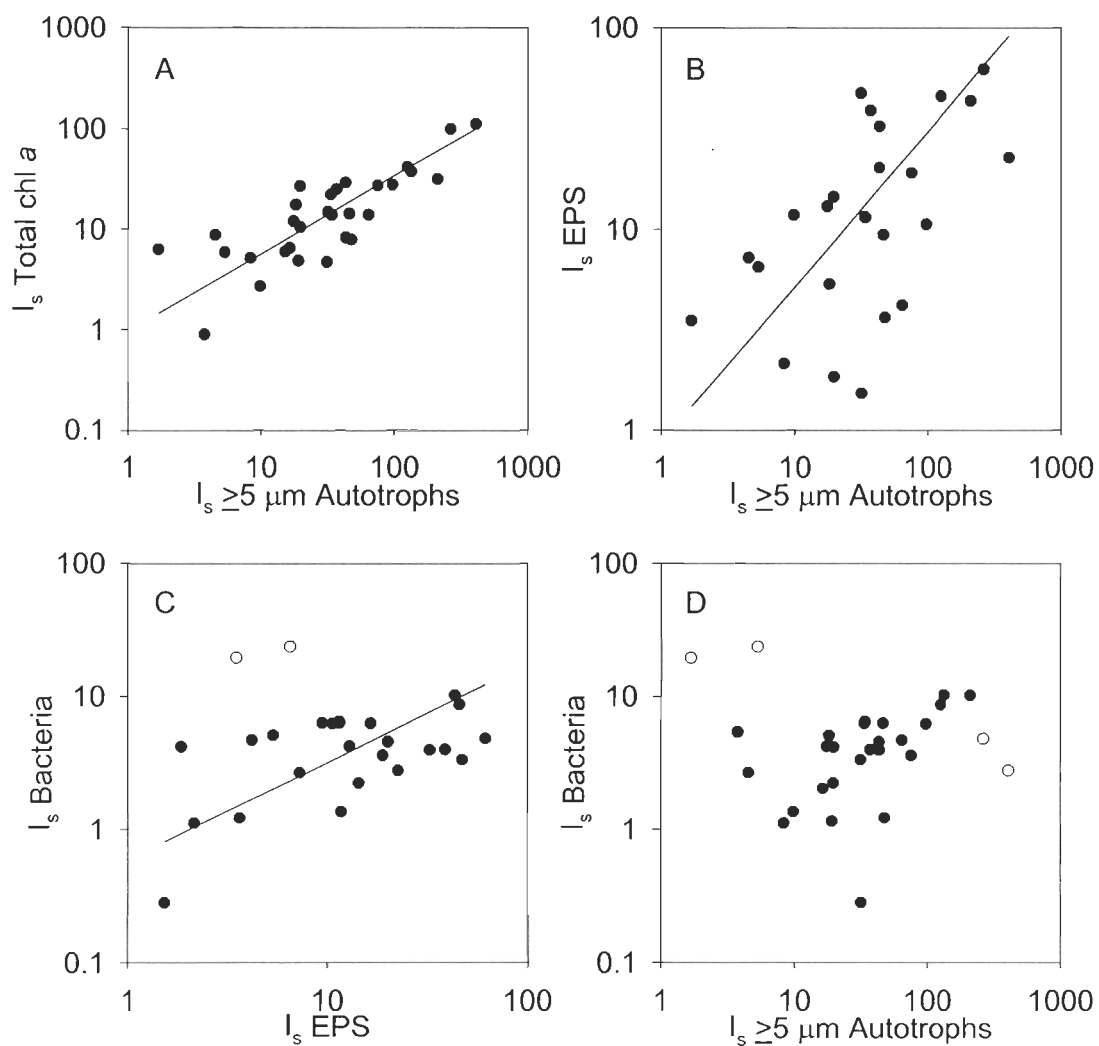 1000
100
10
1
0.1
A
I_s Total chl a
1 10 100 1000
I_s ≥5 μm Autotrophs
100
10
1
B
I_s EPS
1 10 100 1000
I_s ≥5 μm Autotrophs
100
10
1
0.1
C
I_s Bacteria
1 10 100
I_s EPS
100
10
1
0.1
D
I_s Bacteria
1 10 100 1000
I_s ≥5 μm Autotrophs